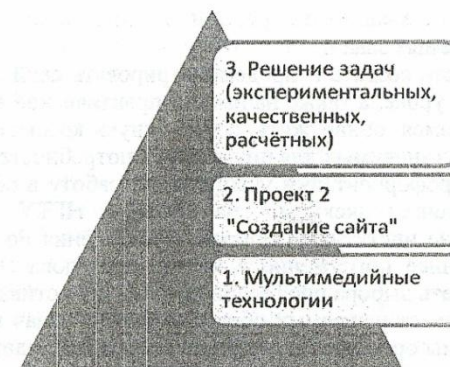 3. Решение задач
(экспериментальных,
качественных,
расчётных)
2. Проект 2
"Создание сайта"
1. Мультимедийные
технологии